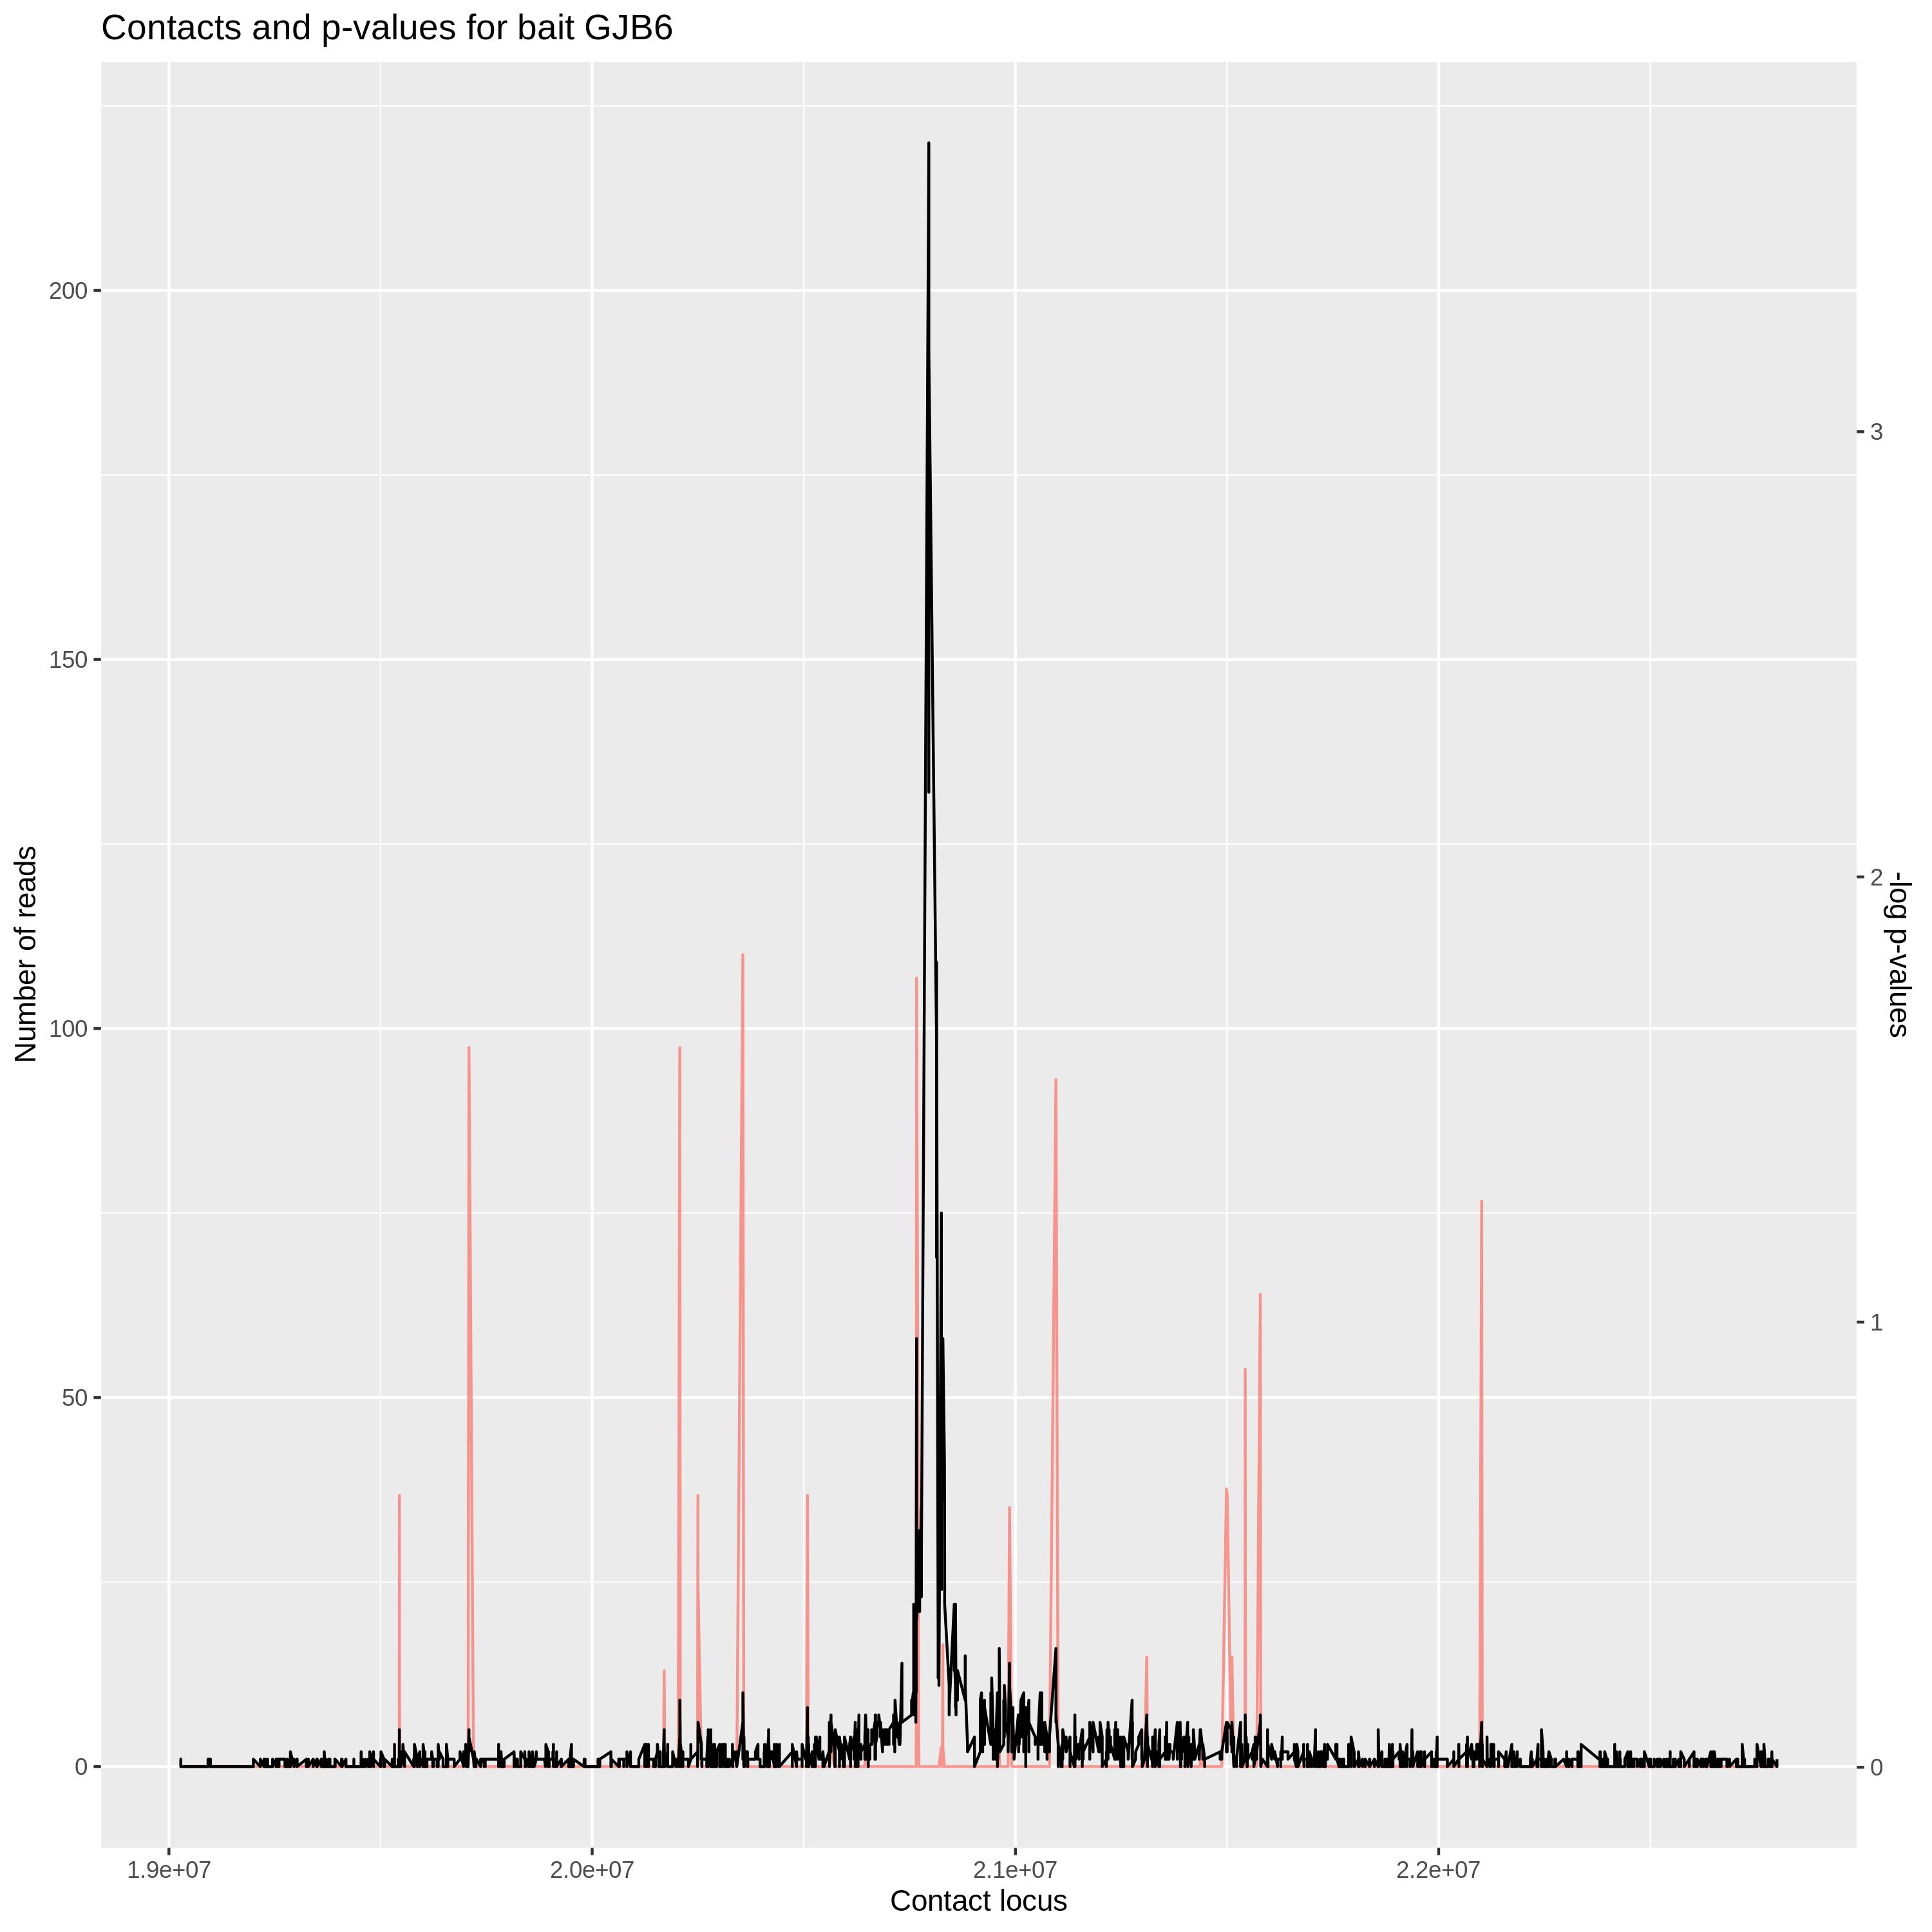 Contacts and p-values for bait GJB6
Number of reads
200
150
100
50
0
3
2
1
0
-log p-values
1.9e+07
2.0e+07
2.1e+07
2.2e+07
Contact locus